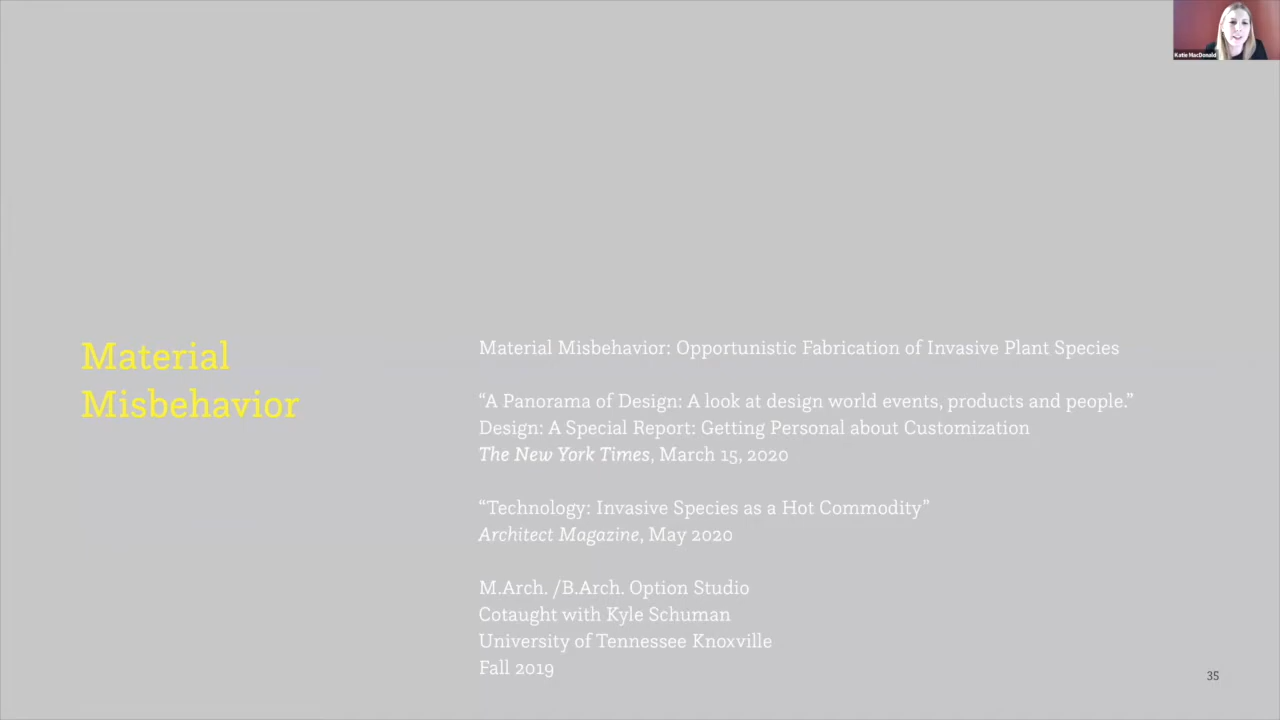 Katie MacDonald
Material
Misbehavior
Material Misbehavior: Opportunistic Fabrication of Invasive Plant Species
“A Panorama of Design: A look at design world events, products and people.”
Design: A Special Report: Getting Personal about Customization
The New York Times, March 15, 2020
“Technology: Invasive Species as a Hot Commodity”
Architect Magazine, May 2020
M.Arch. /B.Arch. Option Studio
Cotaught with Kyle Schuman
University of Tennessee Knoxville
Fall 2019
35